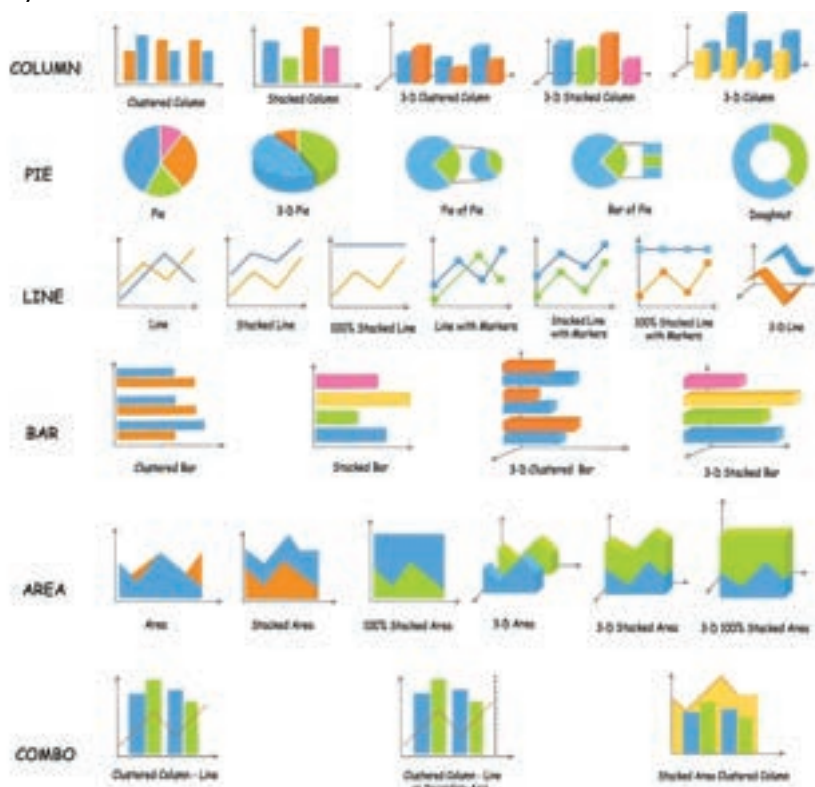 COLUMN
Clustered Column
Stacked Column
3-D Clustered Column
3-D Stacked Column
3-D Column
PIE
Pie
3-D Pie
Pie of Pie
Bar of Pie
Doughnut
LINE
Line
Stacked Line
100% Stacked Line
Line with Markers
Stacked Line
with Markers
100% Stacked Line
with Markers
3-D Line
BAR
Clustered Bar
Stacked Bar
3-D Clustered Bar
3-D Stacked Bar
AREA
Area
Stacked Area
100% Stacked Area
3-D Area
3-D Stacked Area
3-D 100% Stacked Area
COMBO
Clustered Column - Line
Clustered Column - Line
Stacked Area Clustered Column